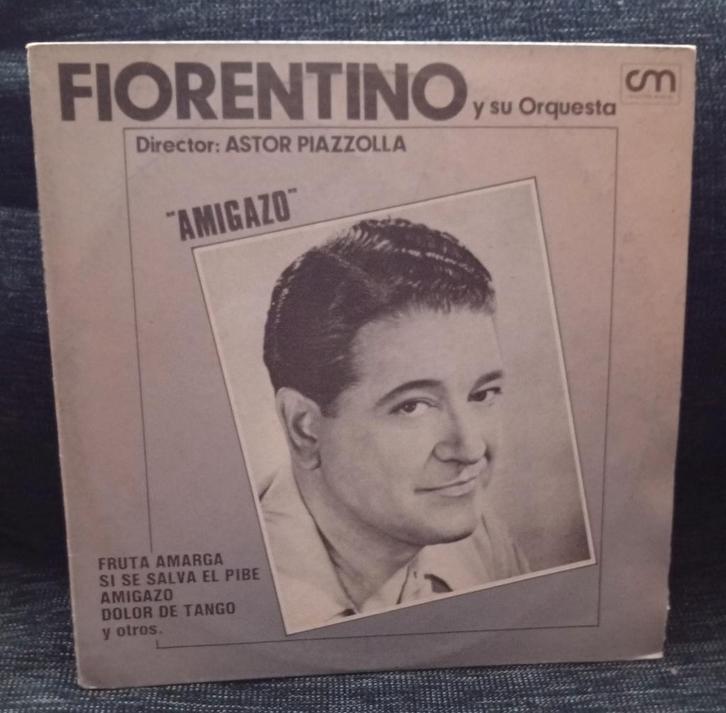 FIORENTINO y su Orquesta
cm
Director: ASTOR PIAZZOLLA
"AMIGAZO"
FRUTA AMARGA
SI SE SALVA EL PIBE
AMIGAZO
DOLOR DE TANGO
y otros.